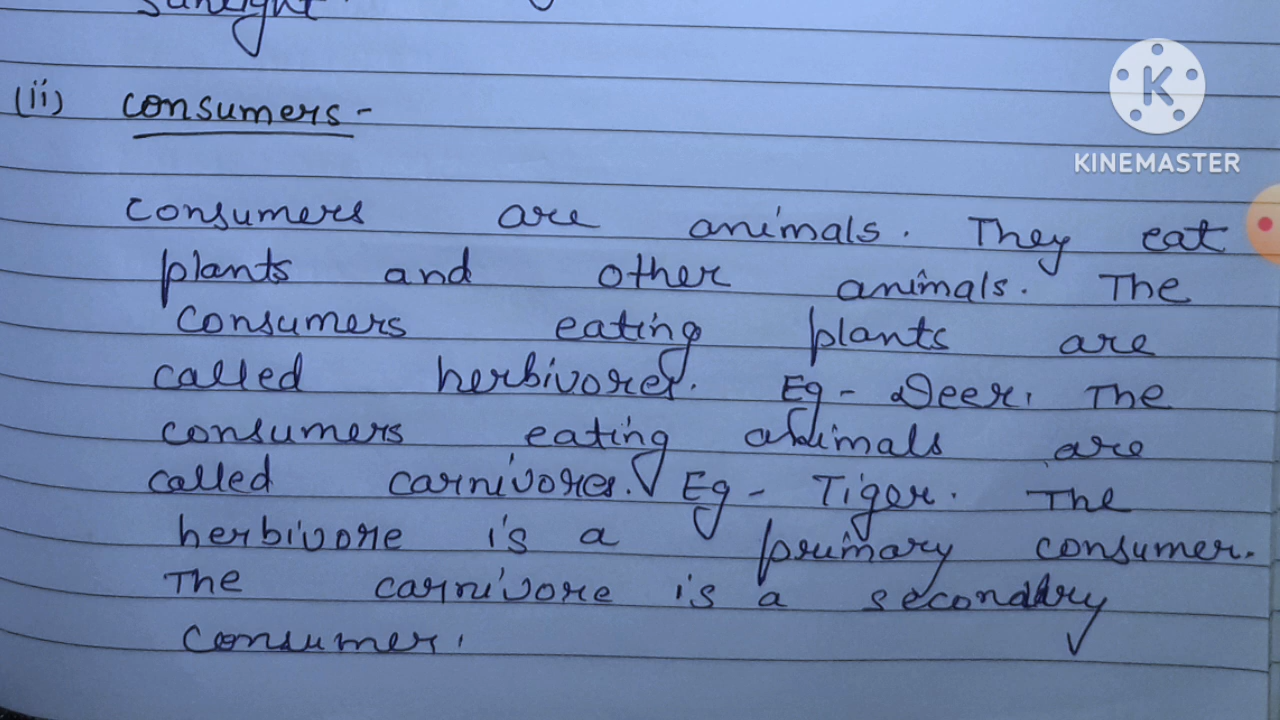 sunlight.
(ii) consumers -
consumers are animals. They eat
plants and other animals. The
consumers eating plants are
called herbivores. Eg - Deer. The
consumers eating animals are
called carnivores. Eg - Tiger. The
herbivore is a primary consumer.
The carnivore is a secondary
consumer.
K
KINEMASTER